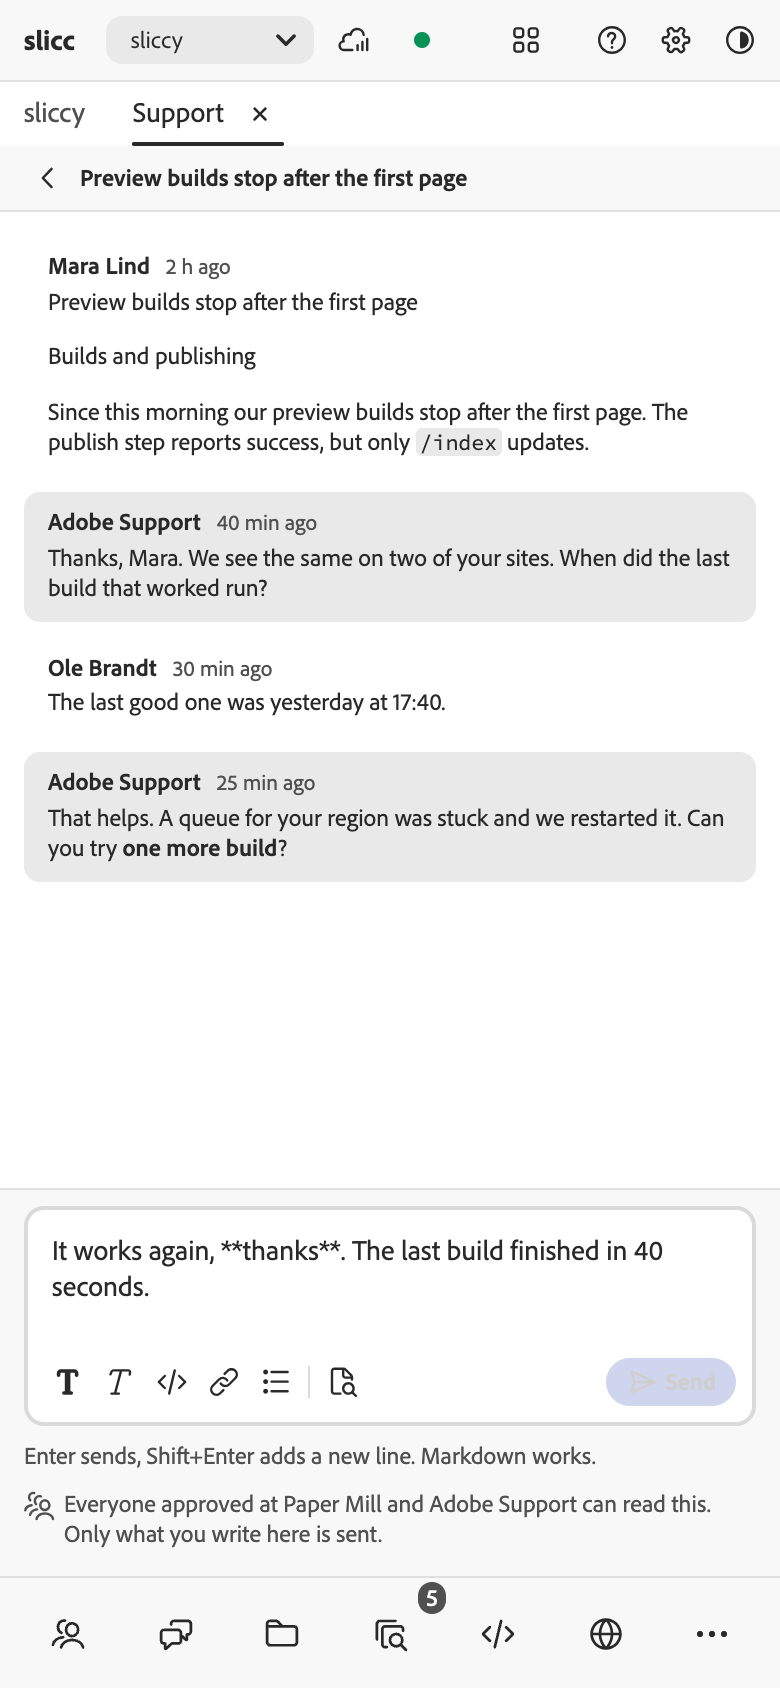 slicc
sliccy
sliccy
Support
Preview builds stop after the first page
Mara Lind 2 h ago
Preview builds stop after the first page
Builds and publishing
Since this morning our preview builds stop after the first page. The
publish step reports success, but only /index updates.
Adobe Support 40 min ago
Thanks, Mara. We see the same on two of your sites. When did the last
build that worked run?
Ole Brandt 30 min ago
The last good one was yesterday at 17:40.
Adobe Support 25 min ago
That helps. A queue for your region was stuck and we restarted it. Can
you try one more build?
It works again, **thanks**. The last build finished in 40
seconds.
Send
Enter sends, Shift+Enter adds a new line. Markdown works.
Everyone approved at Paper Mill and Adobe Support can read this.
Only what you write here is sent.
5